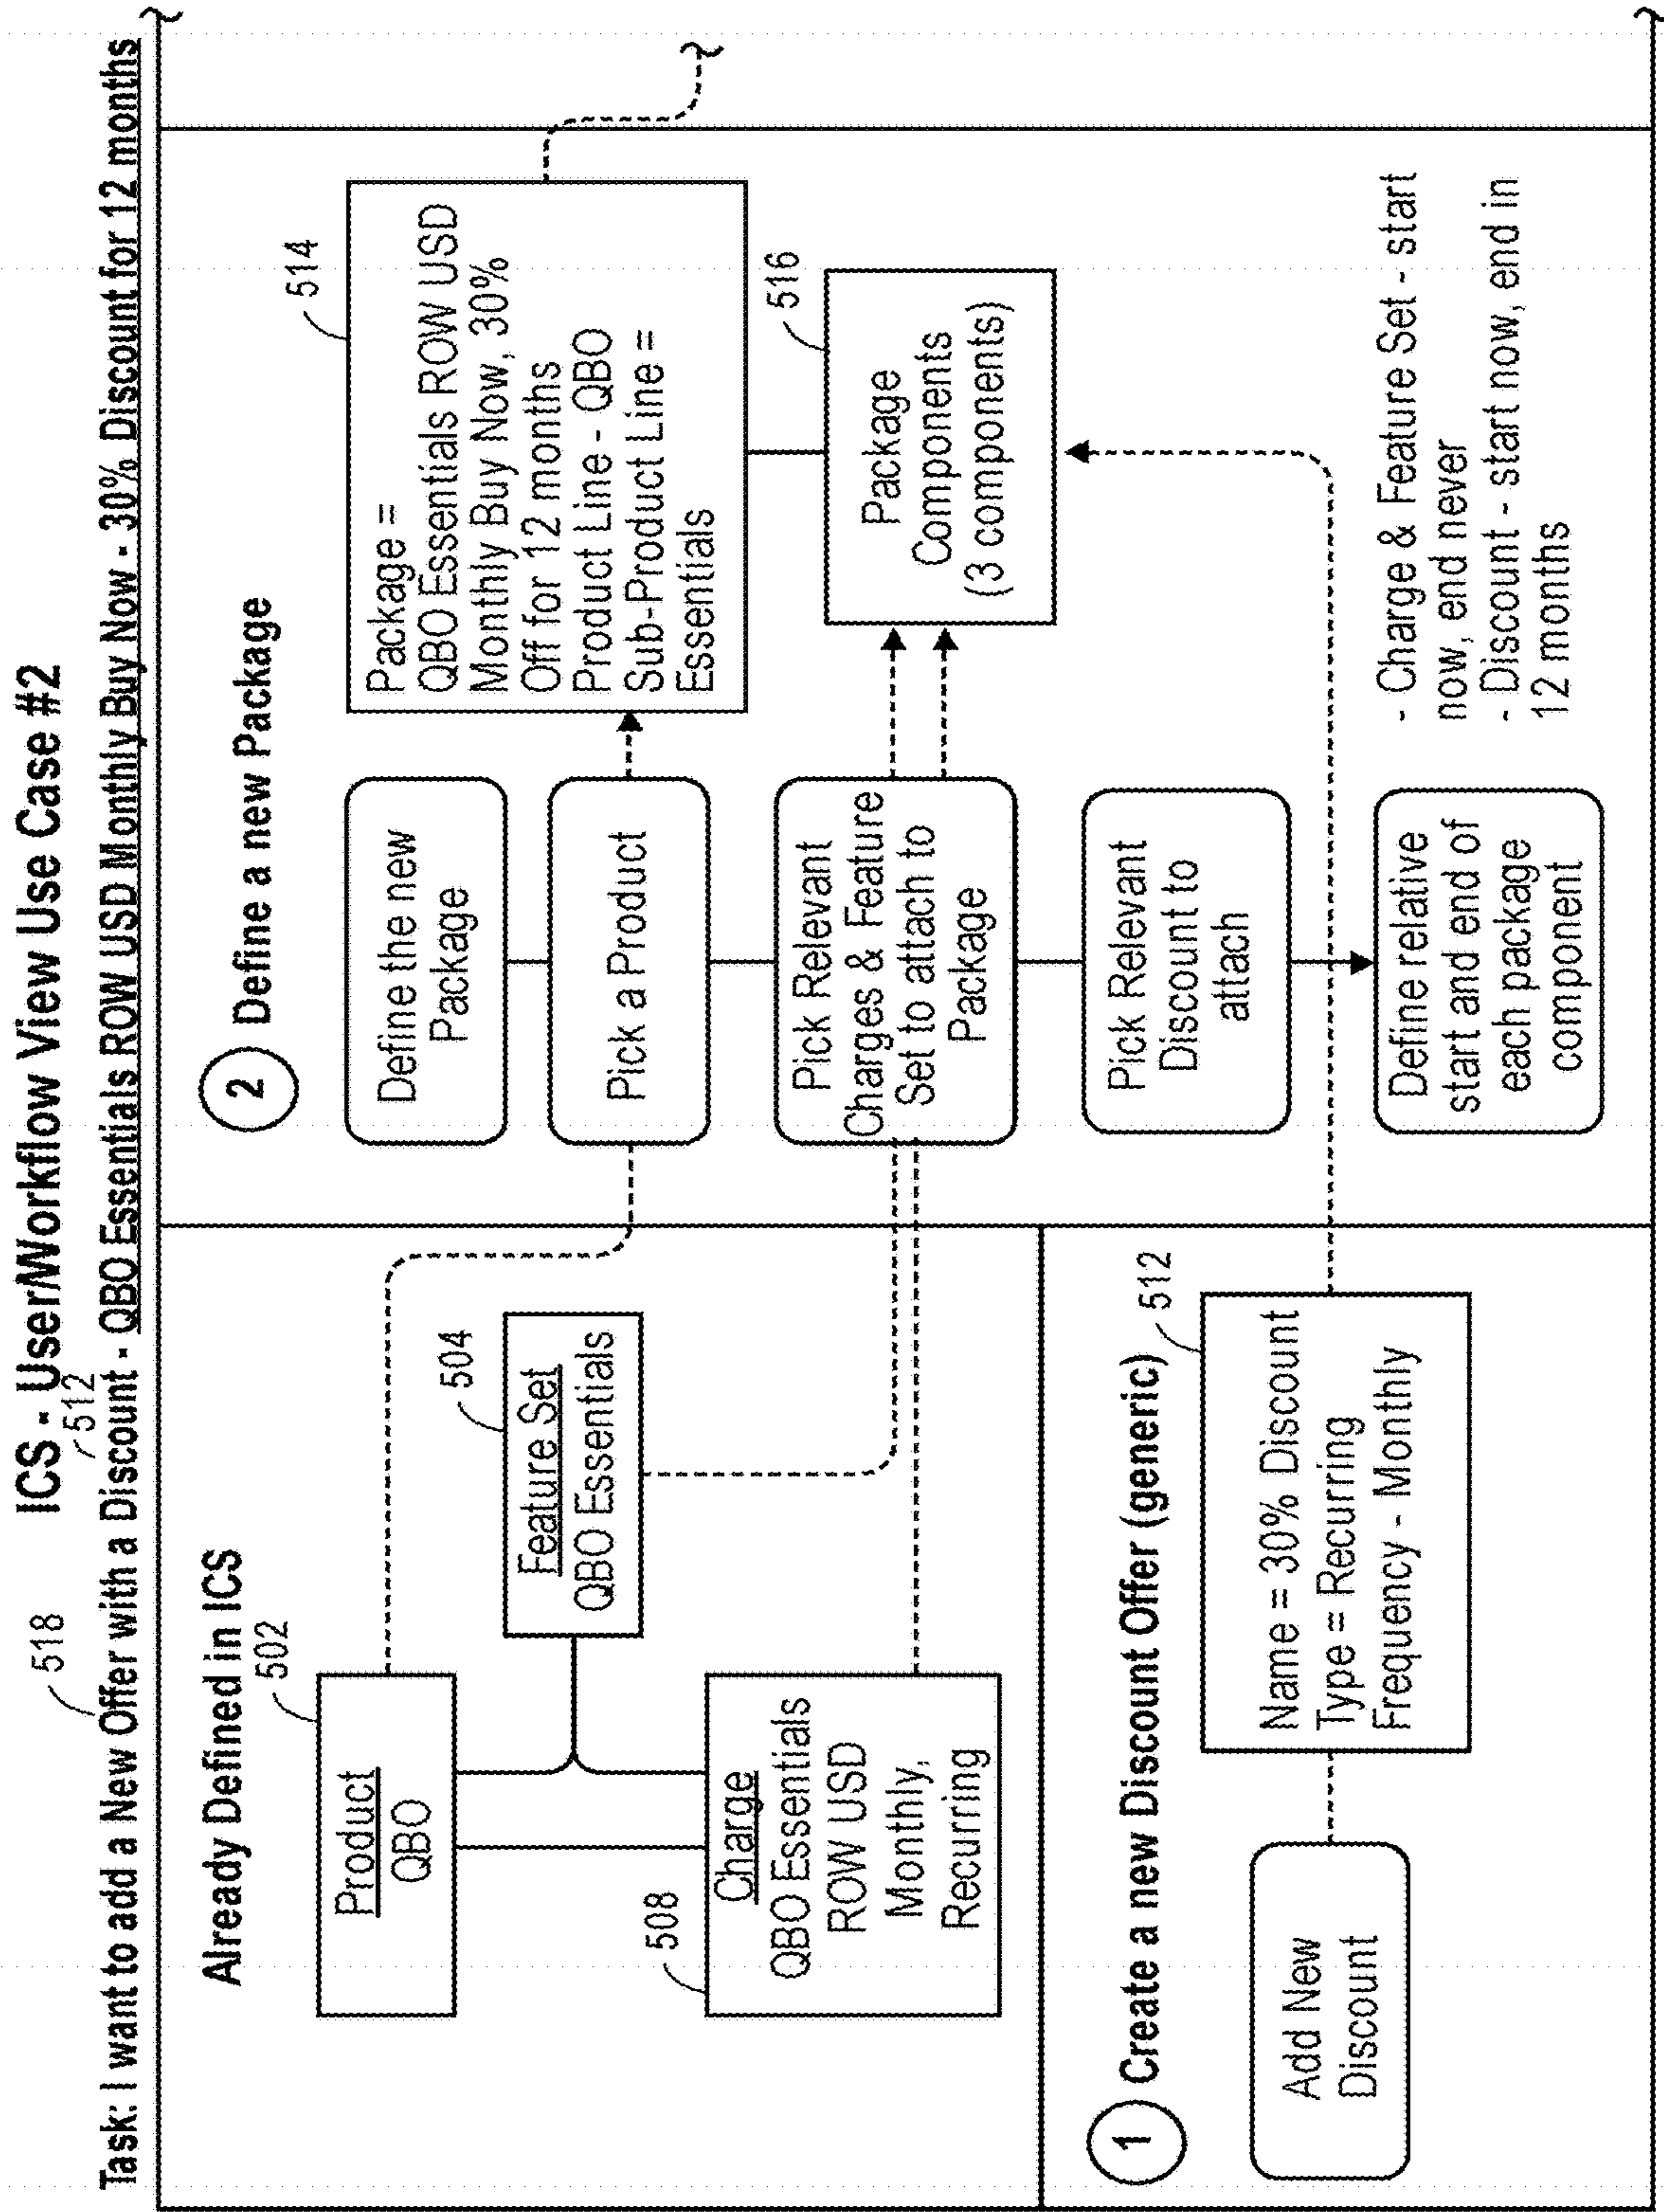 ICS - User/Workflow View Use Case #2
518
512
Task: I want to add a New Offer with a Discount - QBO Essentials ROW USD Monthly Buy Now - 30% Discount for 12 months
Already Defined in ICS
502
Product
QBO
504
Feature Set
QBO Essentials
508
Charge
QBO Essentials
ROW USD
Monthly,
Recurring
1
Create a new Discount Offer (generic)
512
Add New
Discount
Name = 30% Discount
Type = Recurring
Frequency - Monthly
2
Define a new Package
Define the new
Package
Pick a Product
Pick Relevant
Charges & Feature
Set to attach to
Package
Pick Relevant
Discount to
attach
Define relative
start and end of
each package
component
514
Package =
QBO Essentials ROW USD
Monthly Buy Now, 30%
Off for 12 months
Product Line - QBO
Sub-Product Line =
Essentials
516
Package
Components
(3 components)
- Charge & Feature Set - start
now, end never
- Discount - start now, end in
12 months